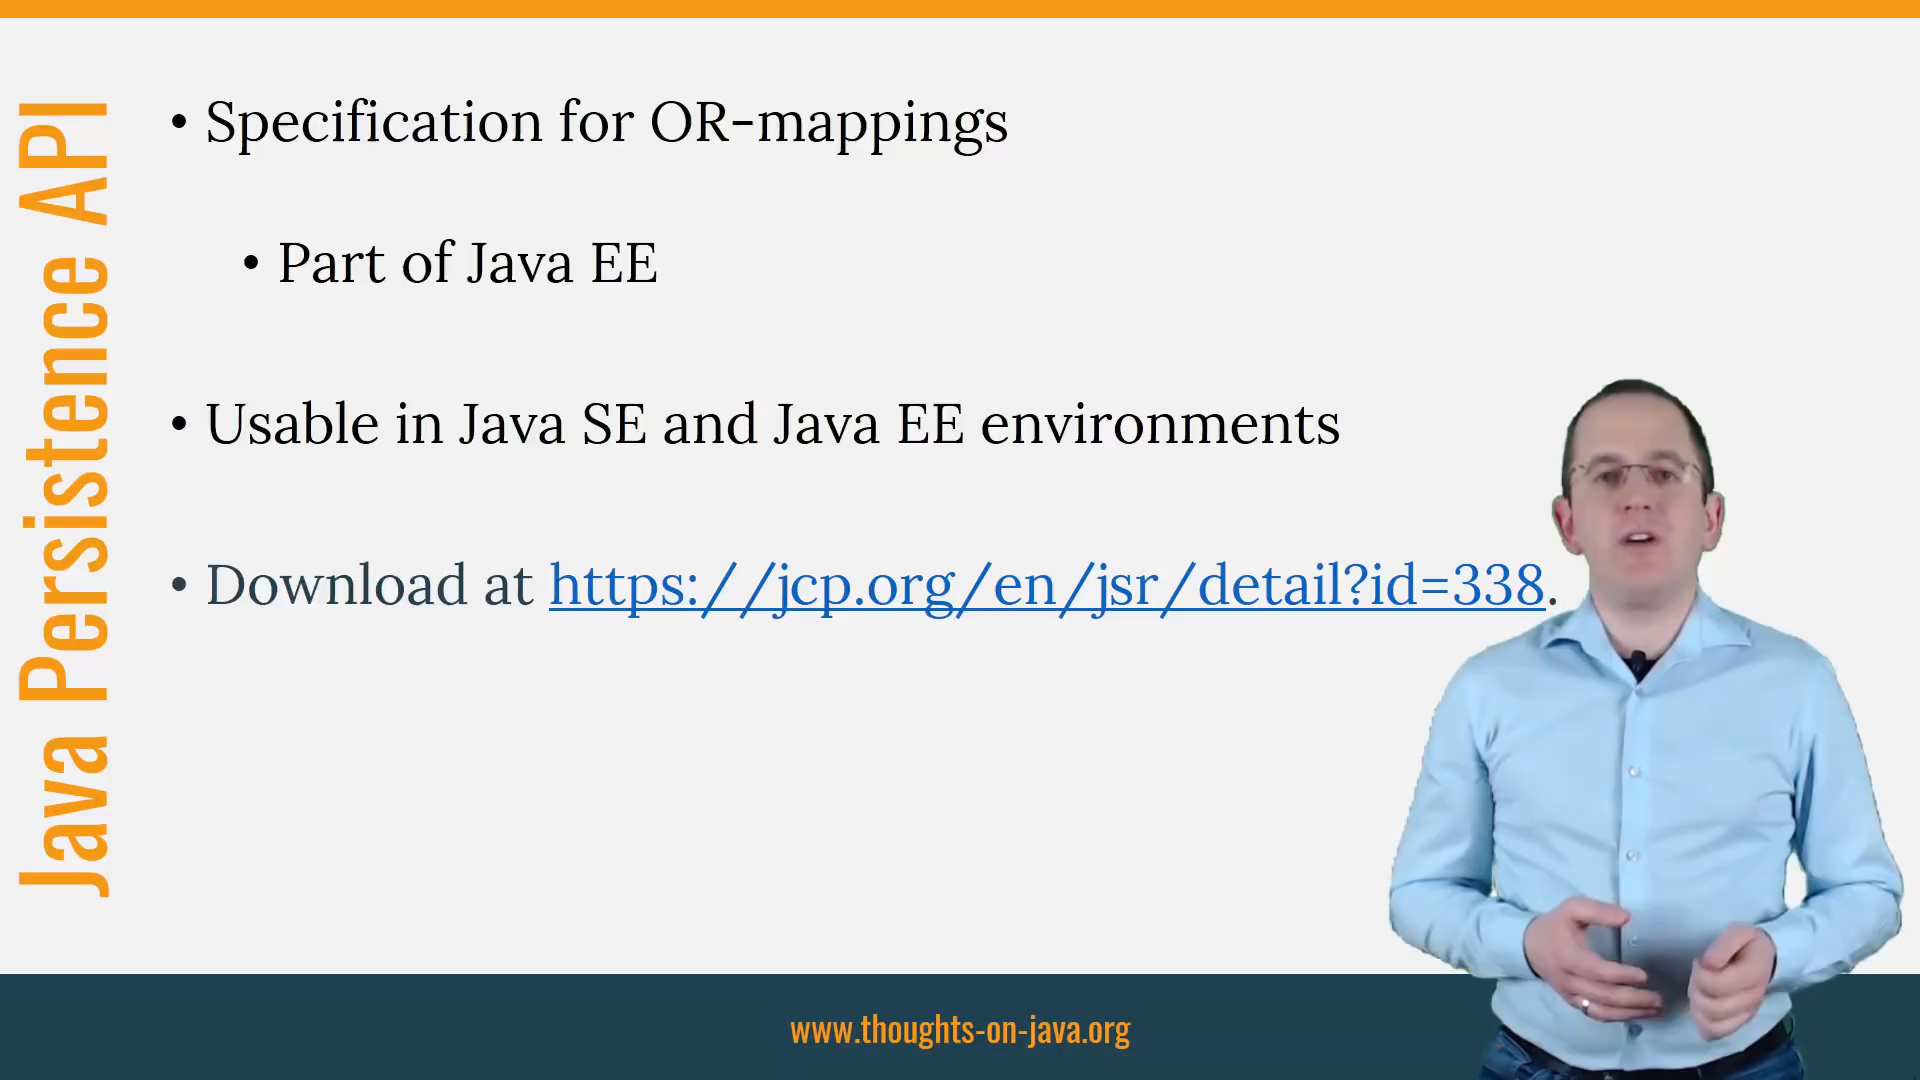 Java Persistence API
• Specification for OR-mappings
• Part of Java EE
• Usable in Java SE and Java EE environments
• Download at https://jcp.org/en/jsr/detail?id=338.
www.thoughts-on-java.org